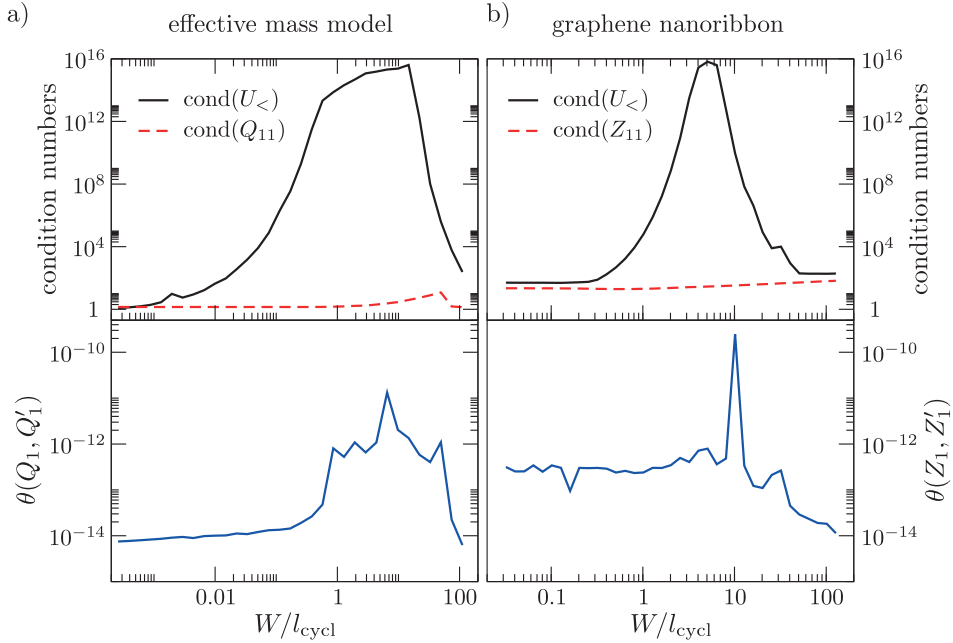 a)
effective mass model
b)
graphene nanoribbon
condition numbers
10^16
10^12
10^8
10^4
1
cond(U_<)
cond(Q_11)
cond(U_<)
cond(Z_11)
10^16
10^12
10^8
10^4
1
condition numbers
θ(Q_1, Q′_1)
10^−10
10^−12
10^−14
10^−10
10^−12
10^−14
θ(Z_1, Z′_1)
0.01
1
100
0.1
1
10
100
W/l_cycl
W/l_cycl